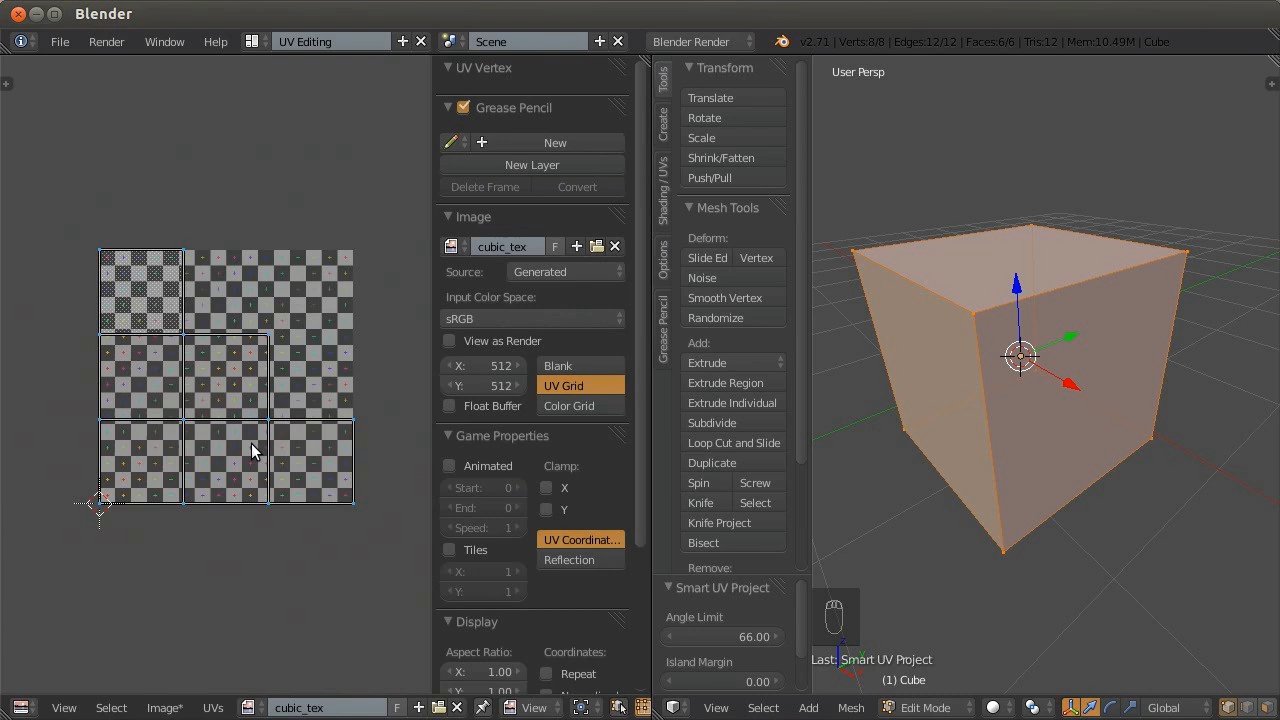 Blender
File Render Window Help UV Editing Scene Blender Render v2.71 | Verts:8/8 | Edges:12/12 | Faces:6/6 | Tris:12 | Mem:10.49M | Cube
UV Vertex
Grease Pencil
New
New Layer
Delete Frame Convert
Image
cubic_tex F
Source: Generated
Input Color Space:
sRGB
View as Render
X: 512 Blank
Y: 512 UV Grid
Float Buffer Color Grid
Game Properties
Animated Clamp:
Start: 0 X
End: 0 Y
Speed: 1
UV Coordinat...
Tiles Reflection
X: 1
Y: 1
Display
Aspect Ratio: Coordinates:
X: 1.00 Repeat
Y: 1.00
Tools
Create
Shading / UVs
Options
Grease Pencil
Transform
Translate
Rotate
Scale
Shrink/Fatten
Push/Pull
Mesh Tools
Deform:
Slide Ed Vertex
Noise
Smooth Vertex
Randomize
Add:
Extrude
Extrude Region
Extrude Individual
Subdivide
Loop Cut and Slide
Duplicate
Spin Screw
Knife Select
Knife Project
Bisect
Remove:
Smart UV Project
Angle Limit
66.00
Island Margin
0.00
User Persp
Last: Smart UV Project
(1) Cube
View Select Image* UVs cubic_tex F View
View Select Add Mesh Edit Mode Global